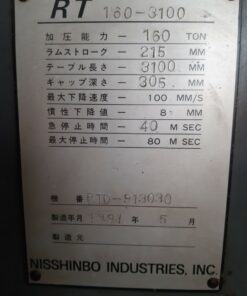 RT 160-3100
加圧能力 — 160 TON
ラムストローク — 215 MM
テーブル長さ — 3100 MM
ギャップ深さ — 305 MM
最大下降速度 — 100 MM/S
慣性下降値 — 8 MM
急停止時間 — 40 M SEC
最大停止時間 — 80 M SEC
機番
製造年月 1991 年 5 月
製造元
NISSHINBO INDUSTRIES, INC.